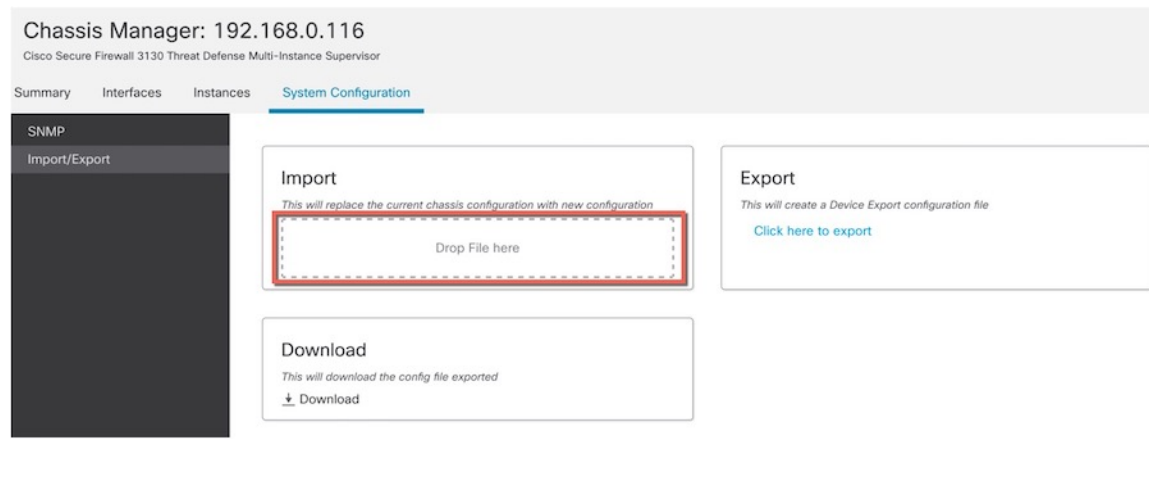 Chassis Manager: 192.168.0.116
Cisco Secure Firewall 3130 Threat Defense Multi-Instance Supervisor
Summary Interfaces Instances System Configuration
SNMP
Import/Export
Import
This will replace the current chassis configuration with new configuration
Drop File here
Export
This will create a Device Export configuration file
Click here to export
Download
This will download the config file exported
Download